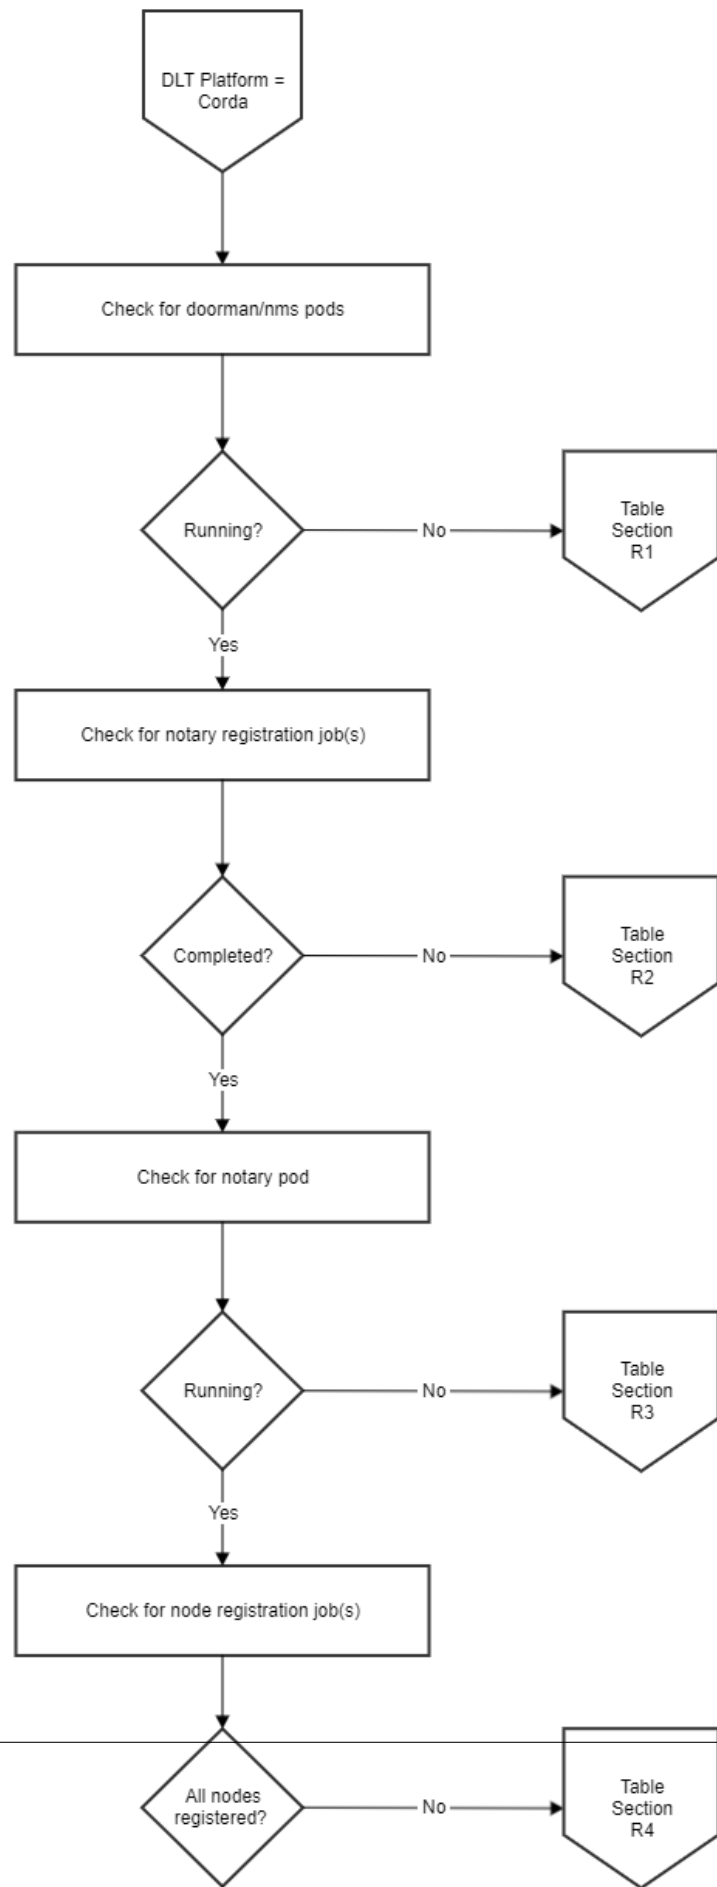 DLT Platform =
Corda
Check for doorman/nms pods
Running?
No
Table
Section
R1
Yes
Check for notary registration job(s)
Completed?
No
Table
Section
R2
Yes
Check for notary pod
Running?
No
Table
Section
R3
Yes
Check for node registration job(s)
All nodes
registered?
No
Table
Section
R4